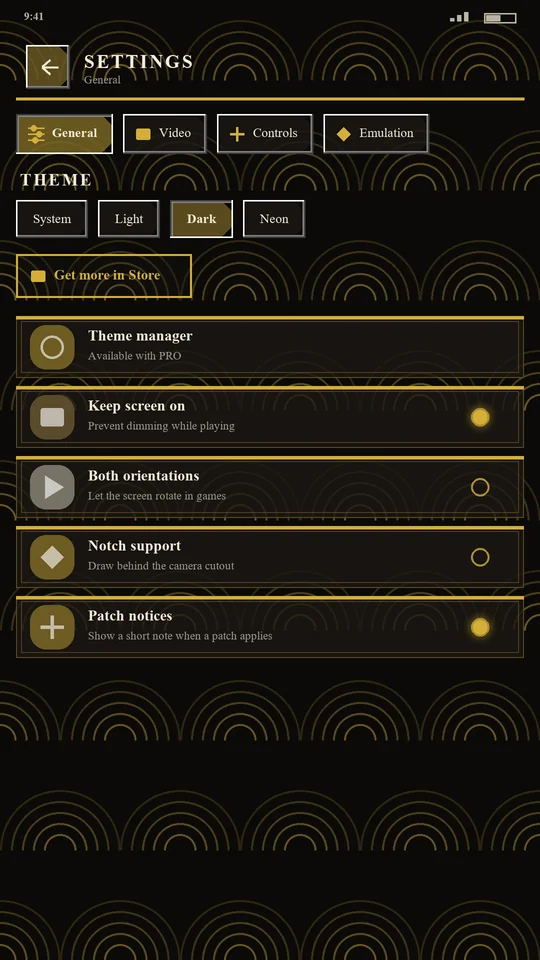 9:41
SETTINGS
General
General Video Controls Emulation
THEME
System Light Dark Neon
Get more in Store
Theme manager
Available with PRO
Keep screen on
Prevent dimming while playing
Both orientations
Let the screen rotate in games
Notch support
Draw behind the camera cutout
Patch notices
Show a short note when a patch applies